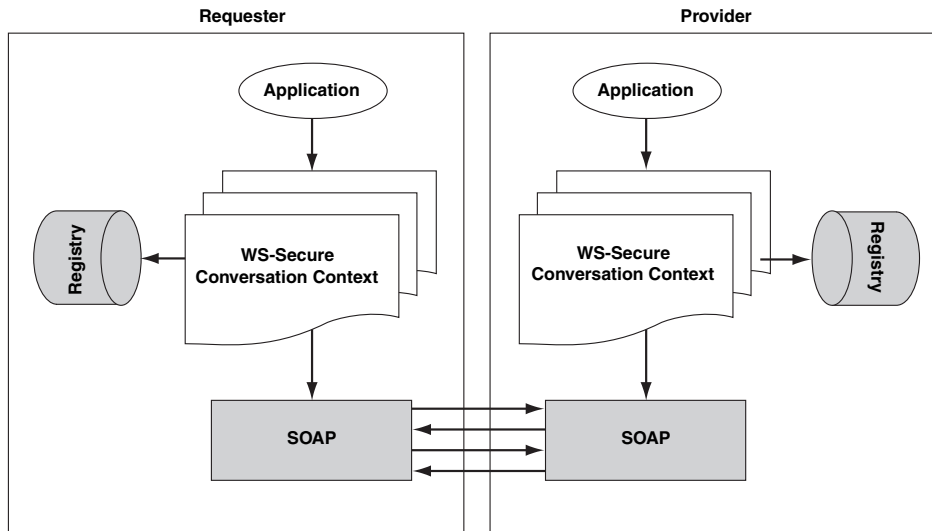 Requester
Provider
Application
Application
Registry
WS-Secure
Conversation Context
WS-Secure
Conversation Context
Registry
SOAP
SOAP